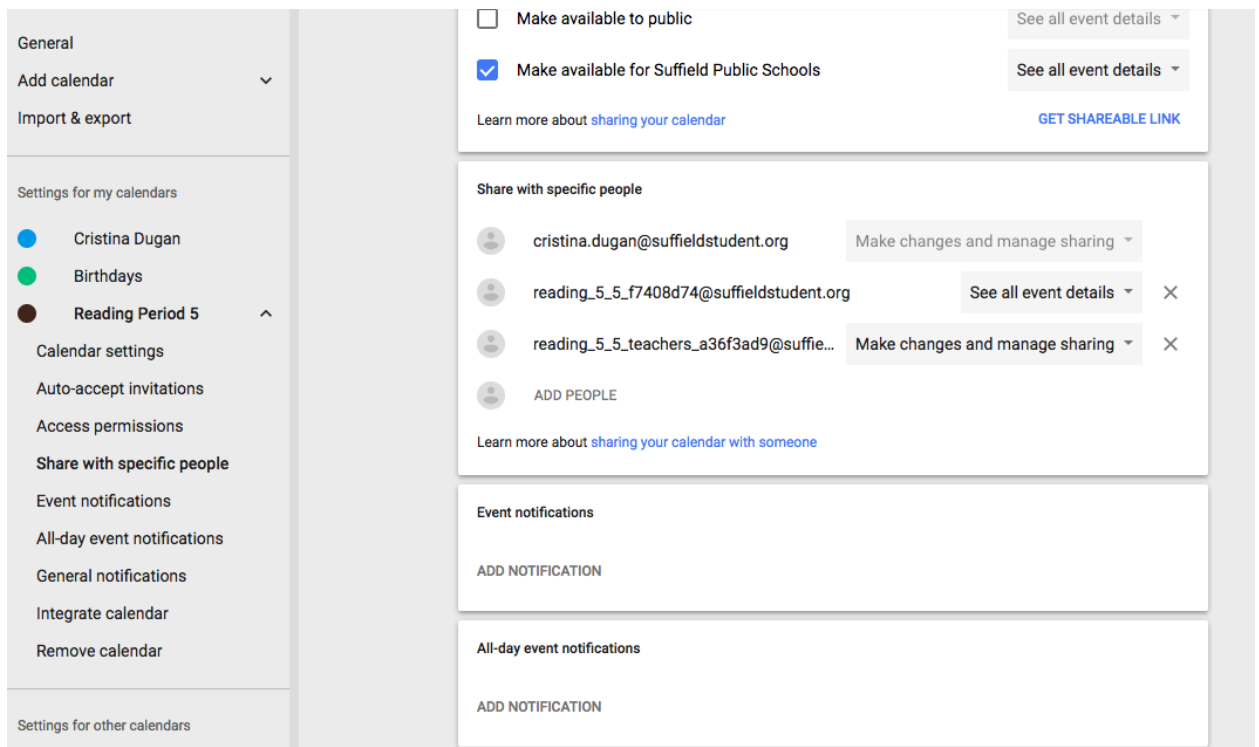 General
Add calendar
Import & export
Settings for my calendars
Cristina Dugan
Birthdays
Reading Period 5
Calendar settings
Auto-accept invitations
Access permissions
Share with specific people
Event notifications
All-day event notifications
General notifications
Integrate calendar
Remove calendar
Settings for other calendars
Make available to public See all event details
Make available for Suffield Public Schools See all event details
Learn more about sharing your calendar GET SHAREABLE LINK
Share with specific people
cristina.dugan@suffieldstudent.org Make changes and manage sharing
reading_5_5_f7408d74@suffieldstudent.org See all event details
reading_5_5_teachers_a36f3ad9@suffie... Make changes and manage sharing
ADD PEOPLE
Learn more about sharing your calendar with someone
Event notifications
ADD NOTIFICATION
All-day event notifications
ADD NOTIFICATION